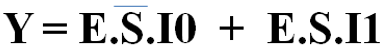 Y = E.S̅.I0 + E.S.I1